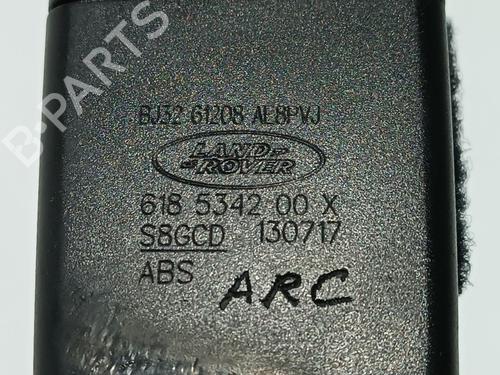 BJ32 61208 AL8PVJ
LAND-
-ROVER
618 5342 00 X
S8GCD 130717
ABS ARC
B-PARTS